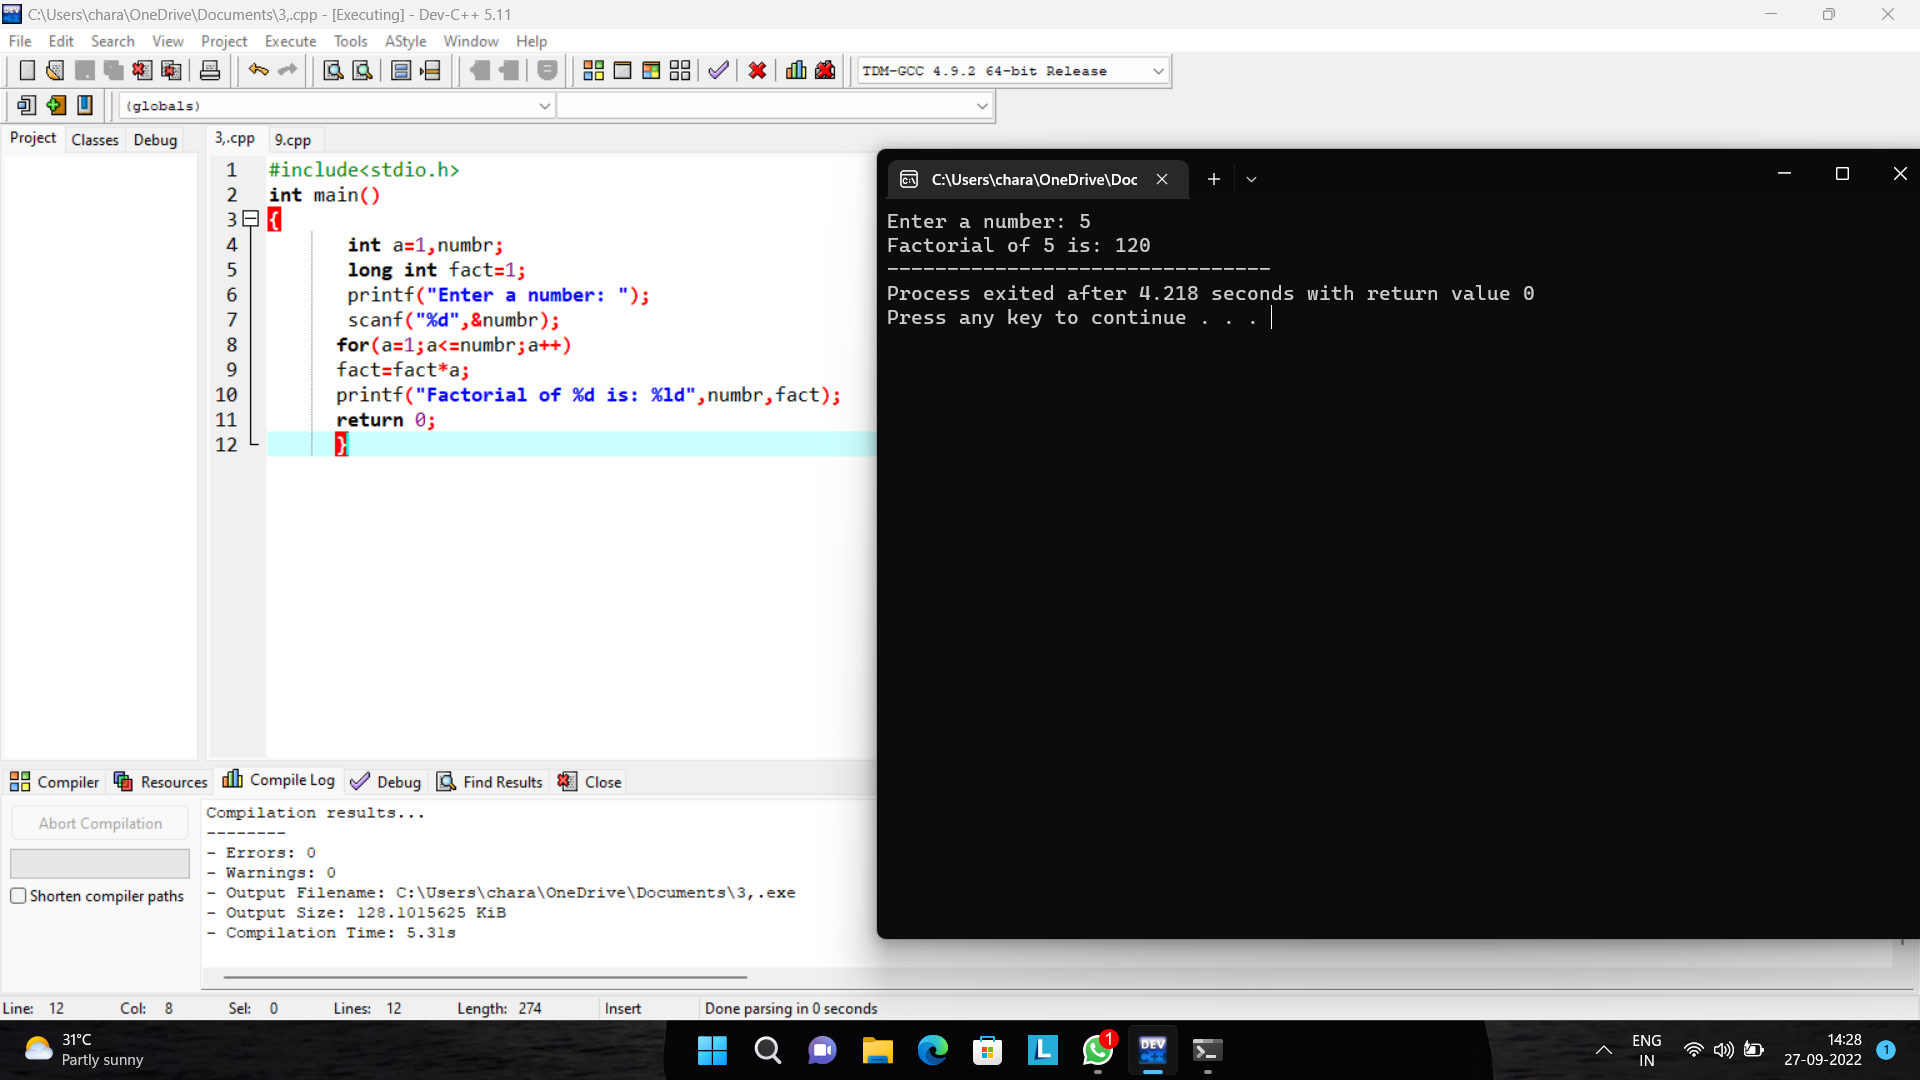 C:\Users\chara\OneDrive\Documents\3,.cpp - [Executing] - Dev-C++ 5.11
File Edit Search View Project Execute Tools AStyle Window Help
TDM-GCC 4.9.2 64-bit Release
(globals)
Project Classes Debug
3,.cpp 9.cpp
1 #include<stdio.h>
2 int main()
3 {
4 int a=1,numbr;
5 long int fact=1;
6 printf("Enter a number: ");
7 scanf("%d",&numbr);
8 for(a=1;a<=numbr;a++)
9 fact=fact*a;
10 printf("Factorial of %d is: %ld",numbr,fact);
11 return 0;
12 }
C:\Users\chara\OneDrive\Doc
Enter a number: 5
Factorial of 5 is: 120
--------------------------------
Process exited after 4.218 seconds with return value 0
Press any key to continue . . .
Compiler Resources Compile Log Debug Find Results Close
Abort Compilation
Shorten compiler paths
Compilation results...
--------
- Errors: 0
- Warnings: 0
- Output Filename: C:\Users\chara\OneDrive\Documents\3,.exe
- Output Size: 128.1015625 KiB
- Compilation Time: 5.31s
Line: 12 Col: 8 Sel: 0 Lines: 12 Length: 274 Insert Done parsing in 0 seconds
31°C
Partly sunny
L
1
DEV
C++
ENG
IN
14:28
27-09-2022
1